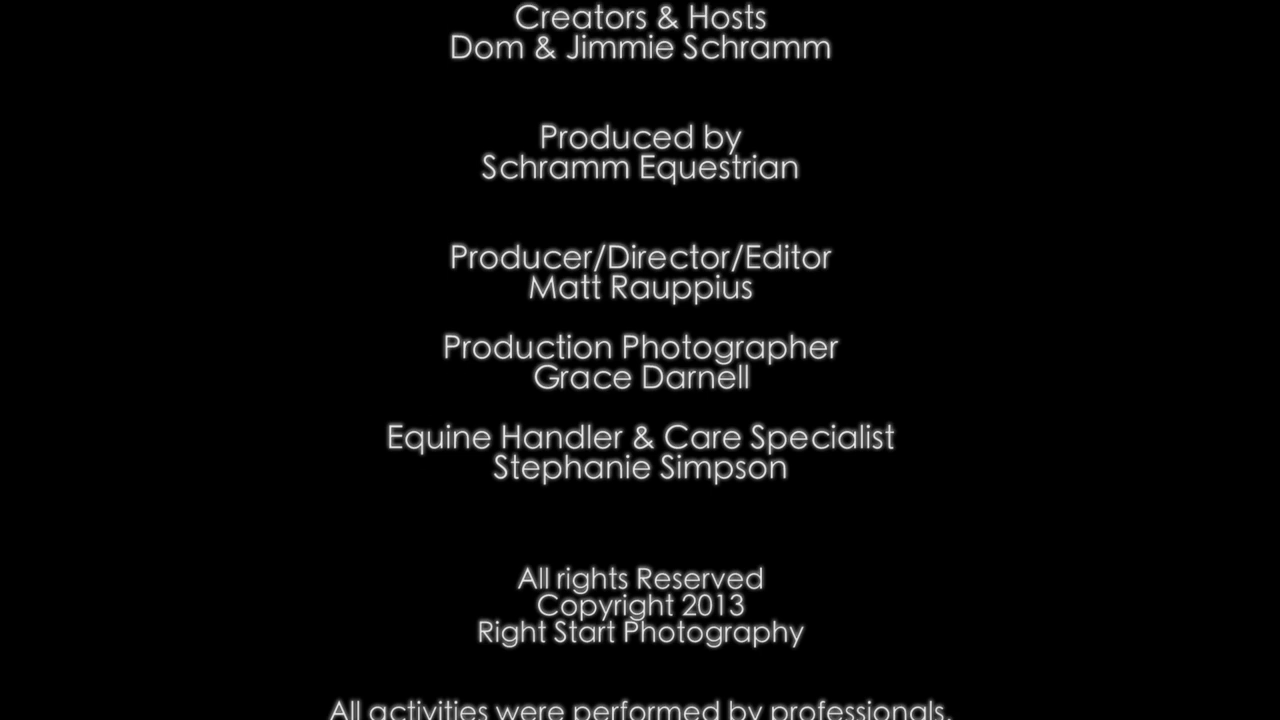 Creators & Hosts
Dom & Jimmie Schramm
Produced by
Schramm Equestrian
Producer/Director/Editor
Matt Rauppius
Production Photographer
Grace Darnell
Equine Handler & Care Specialist
Stephanie Simpson
All rights Reserved
Copyright 2013
Right Start Photography
All activities were performed by professionals.